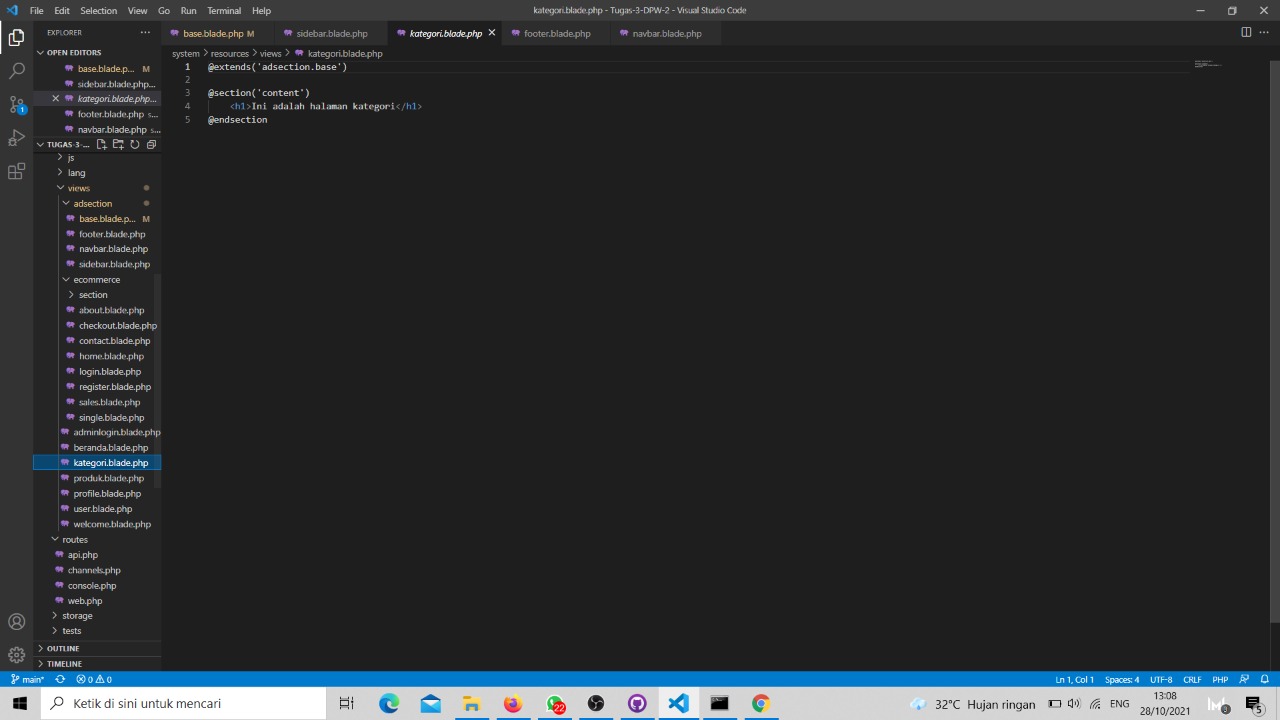 File Edit Selection View Go Run Terminal Help
kategori.blade.php - Tugas-3-DPW-2 - Visual Studio Code
EXPLORER
base.blade.php M
sidebar.blade.php
kategori.blade.php
footer.blade.php
navbar.blade.php
OPEN EDITORS
base.blade.p... M
sidebar.blade.php...
kategori.blade.php...
footer.blade.php s...
navbar.blade.php s...
TUGAS-3-...
js
lang
views
adsection
base.blade.p... M
footer.blade.php
navbar.blade.php
sidebar.blade.php
ecommerce
section
about.blade.php
checkout.blade.php
contact.blade.php
home.blade.php
login.blade.php
register.blade.php
sales.blade.php
single.blade.php
adminlogin.blade.php
beranda.blade.php
kategori.blade.php
produk.blade.php
profile.blade.php
user.blade.php
welcome.blade.php
routes
api.php
channels.php
console.php
web.php
storage
tests
OUTLINE
TIMELINE
system > resources > views > kategori.blade.php
1 @extends('adsection.base')
2
3 @section('content')
4 <h1>Ini adalah halaman kategori</h1>
5 @endsection
1
main* 0 0
Ln 1, Col 1 Spaces: 4 UTF-8 CRLF PHP
Ketik di sini untuk mencari
22
32°C Hujan ringan
ENG
13:08
28/10/2021
5